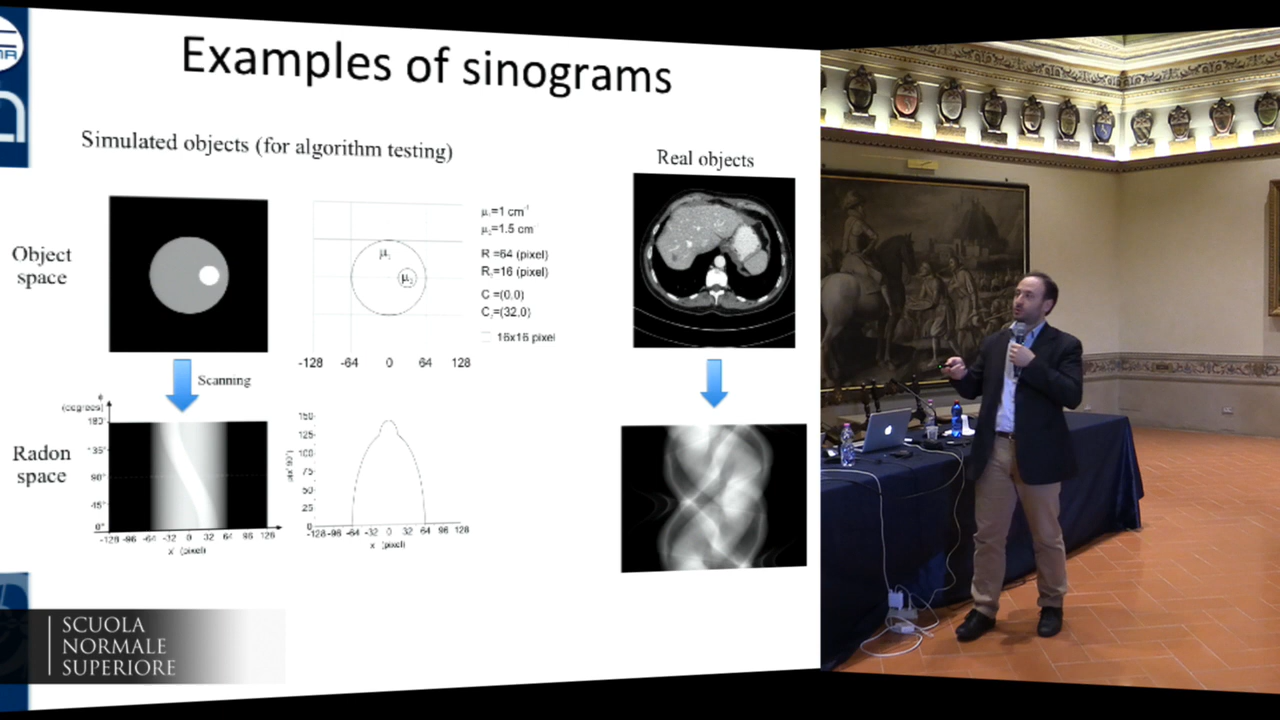 Examples of sinograms
Simulated objects (for algorithm testing)
Real objects
Object
space
μ1=1 cm-1
μ2=1.5 cm-1
R =64 (pixel)
R2=16 (pixel)
C =(0,0)
C2=(32,0)
16x16 pixel
μ1
μ2
-128 -64 0 64 128
Scanning
Radon
space
ϕ
(degrees)
180°
135°
90°
45°
0°
-128 -96 -64 -32 0 32 64 96 128
x' (pixel)
150
125
100
75
50
25
0
-128 -96 -64 -32 0 32 64 96 128
x' (pixel)
SCUOLA
NORMALE
SUPERIORE